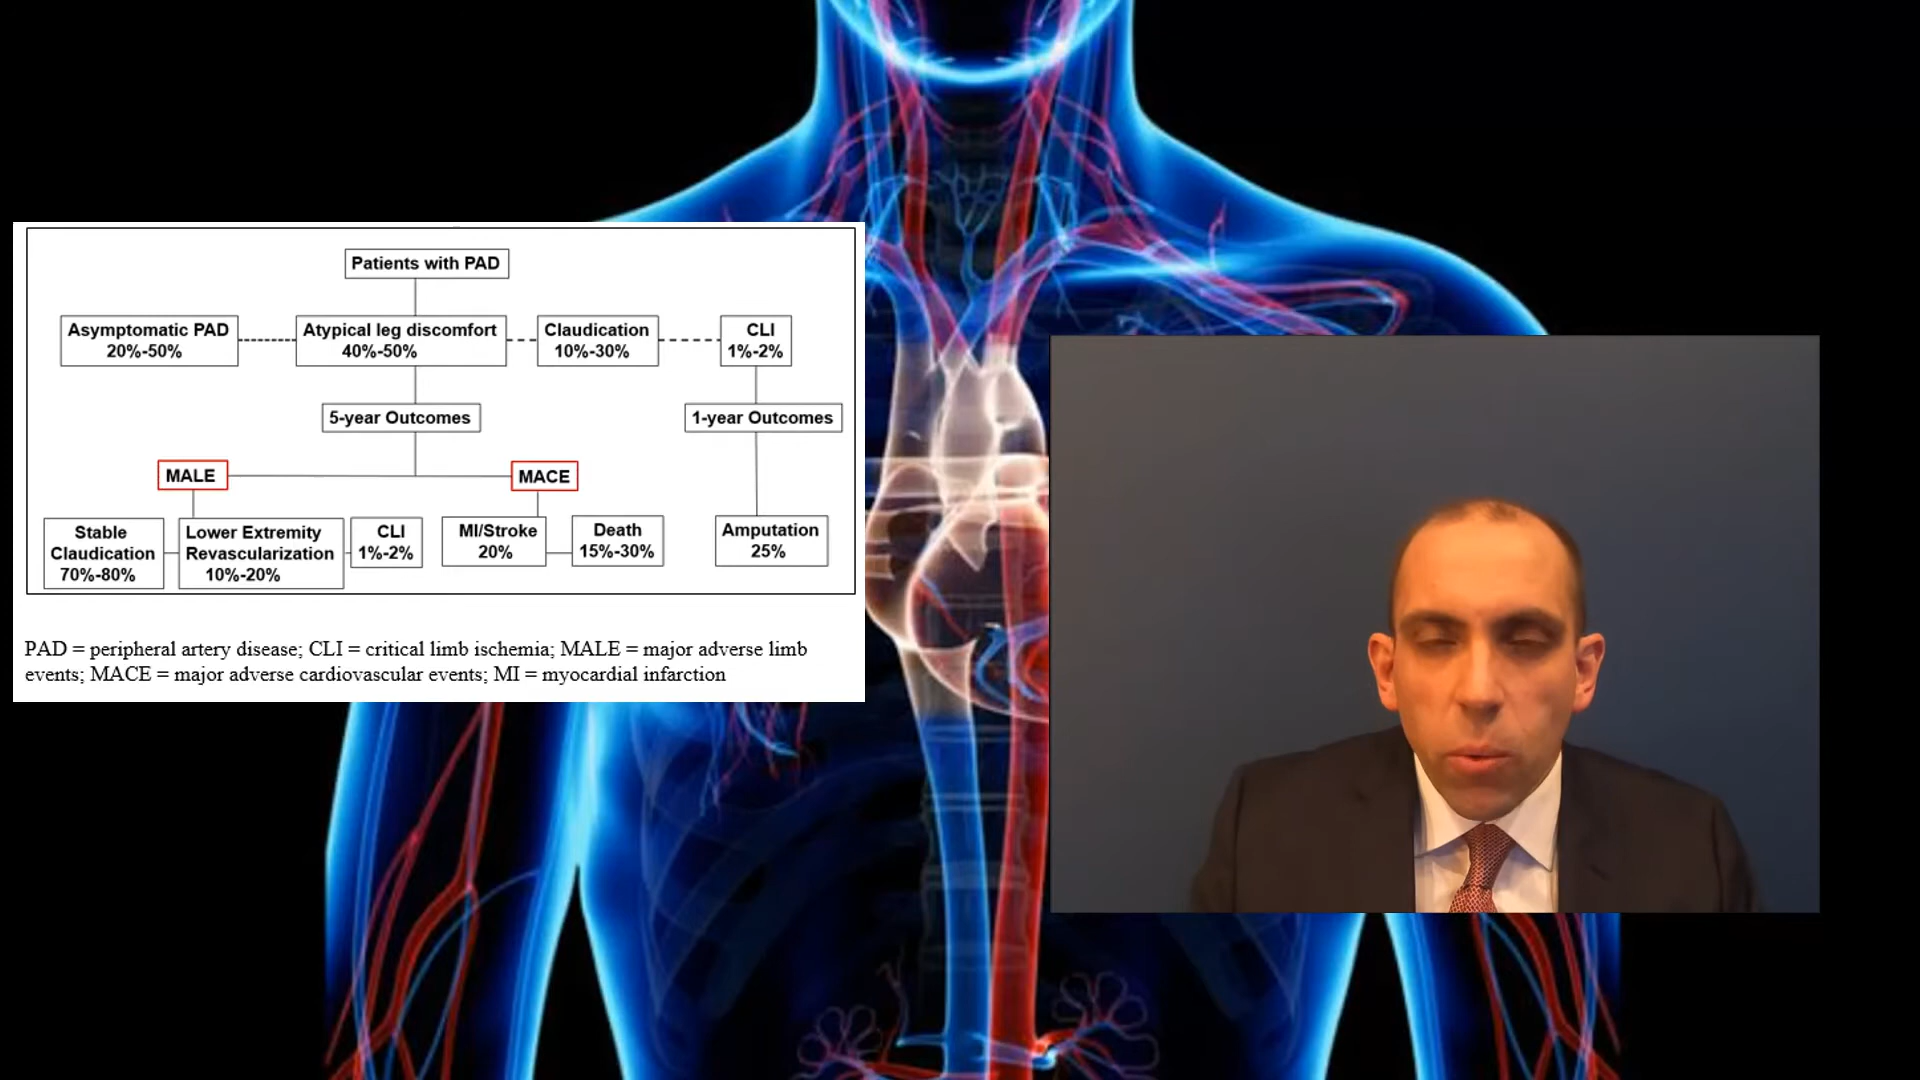 Patients with PAD
Asymptomatic PAD
20%-50%
Atypical leg discomfort
40%-50%
Claudication
10%-30%
CLI
1%-2%
5-year Outcomes
1-year Outcomes
MALE
MACE
Stable
Claudication
70%-80%
Lower Extremity
Revascularization
10%-20%
CLI
1%-2%
MI/Stroke
20%
Death
15%-30%
Amputation
25%
PAD = peripheral artery disease; CLI = critical limb ischemia; MALE = major adverse limb
events; MACE = major adverse cardiovascular events; MI = myocardial infarction